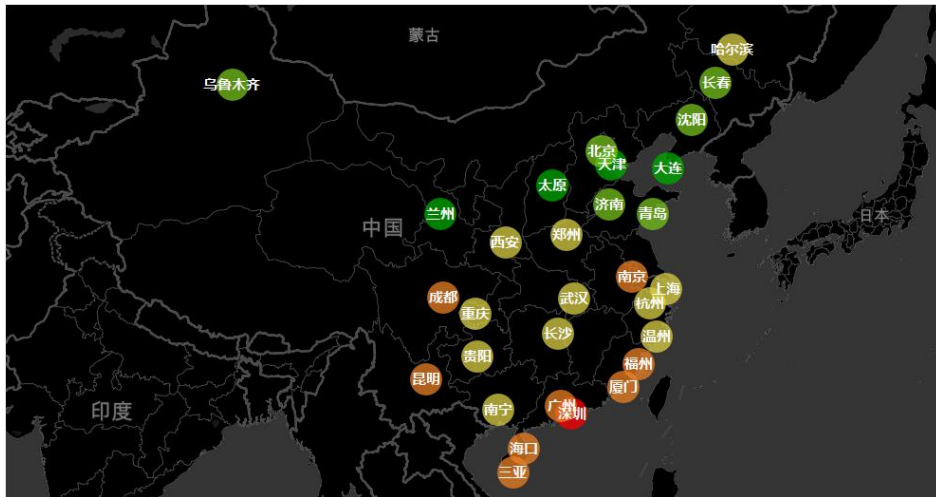 蒙古
哈尔滨
乌鲁木齐
长春
沈阳
北京
天津
大连
太原
济南
青岛
兰州
日本
中国
郑州
西安
南京
上海
成都
武汉
杭州
重庆
长沙
温州
贵阳
福州
昆明
厦门
印度
南宁
广州
深圳
海口
三亚